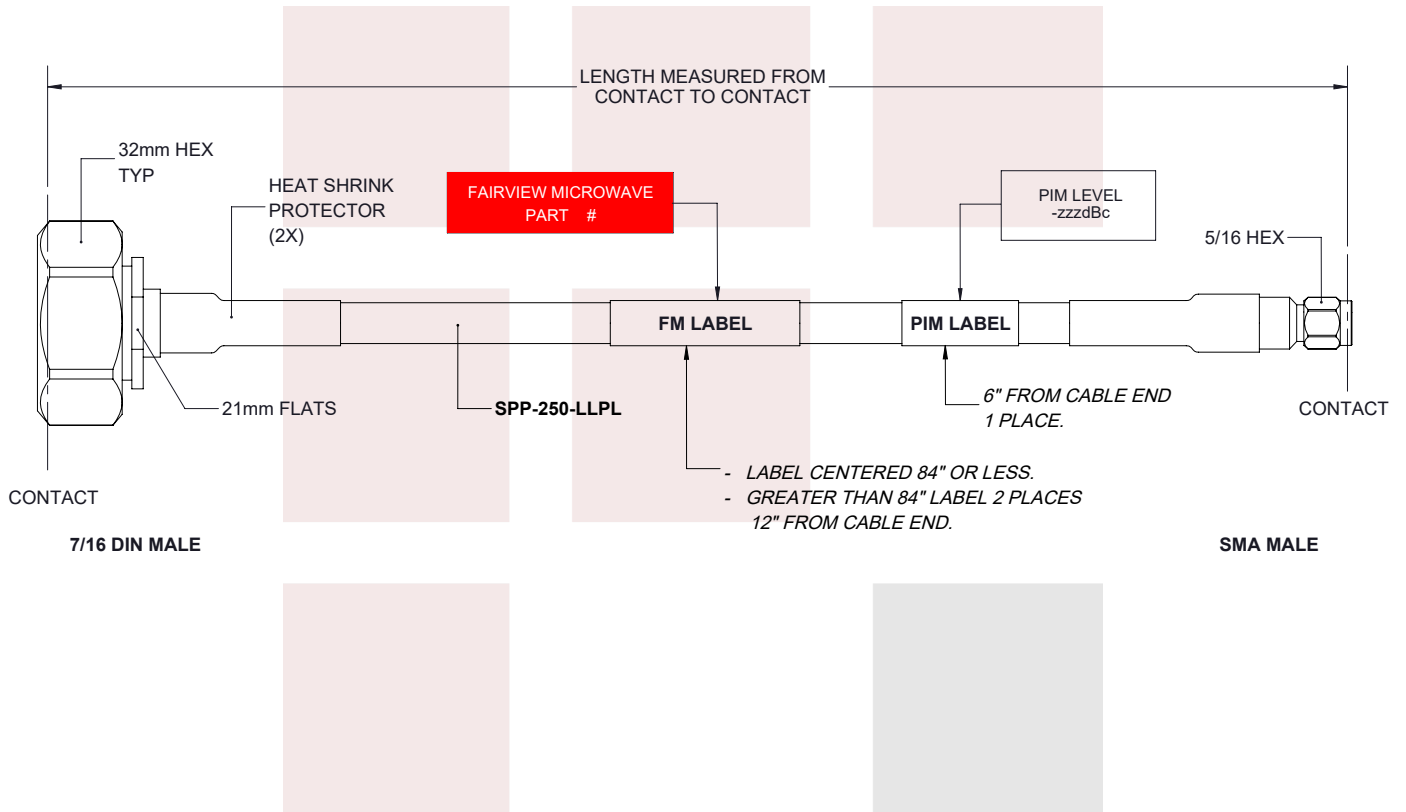 LENGTH MEASURED FROM
CONTACT TO CONTACT
32mm HEX
TYP
HEAT SHRINK
PROTECTOR
(2X)
FAIRVIEW MICROWAVE
PART #
PIM LEVEL
-zzzdBc
5/16 HEX
FM LABEL
PIM LABEL
21mm FLATS
SPP-250-LLPL
6" FROM CABLE END
1 PLACE.
CONTACT
- LABEL CENTERED 84" OR LESS.
- GREATER THAN 84" LABEL 2 PLACES
12" FROM CABLE END.
CONTACT
7/16 DIN MALE
SMA MALE